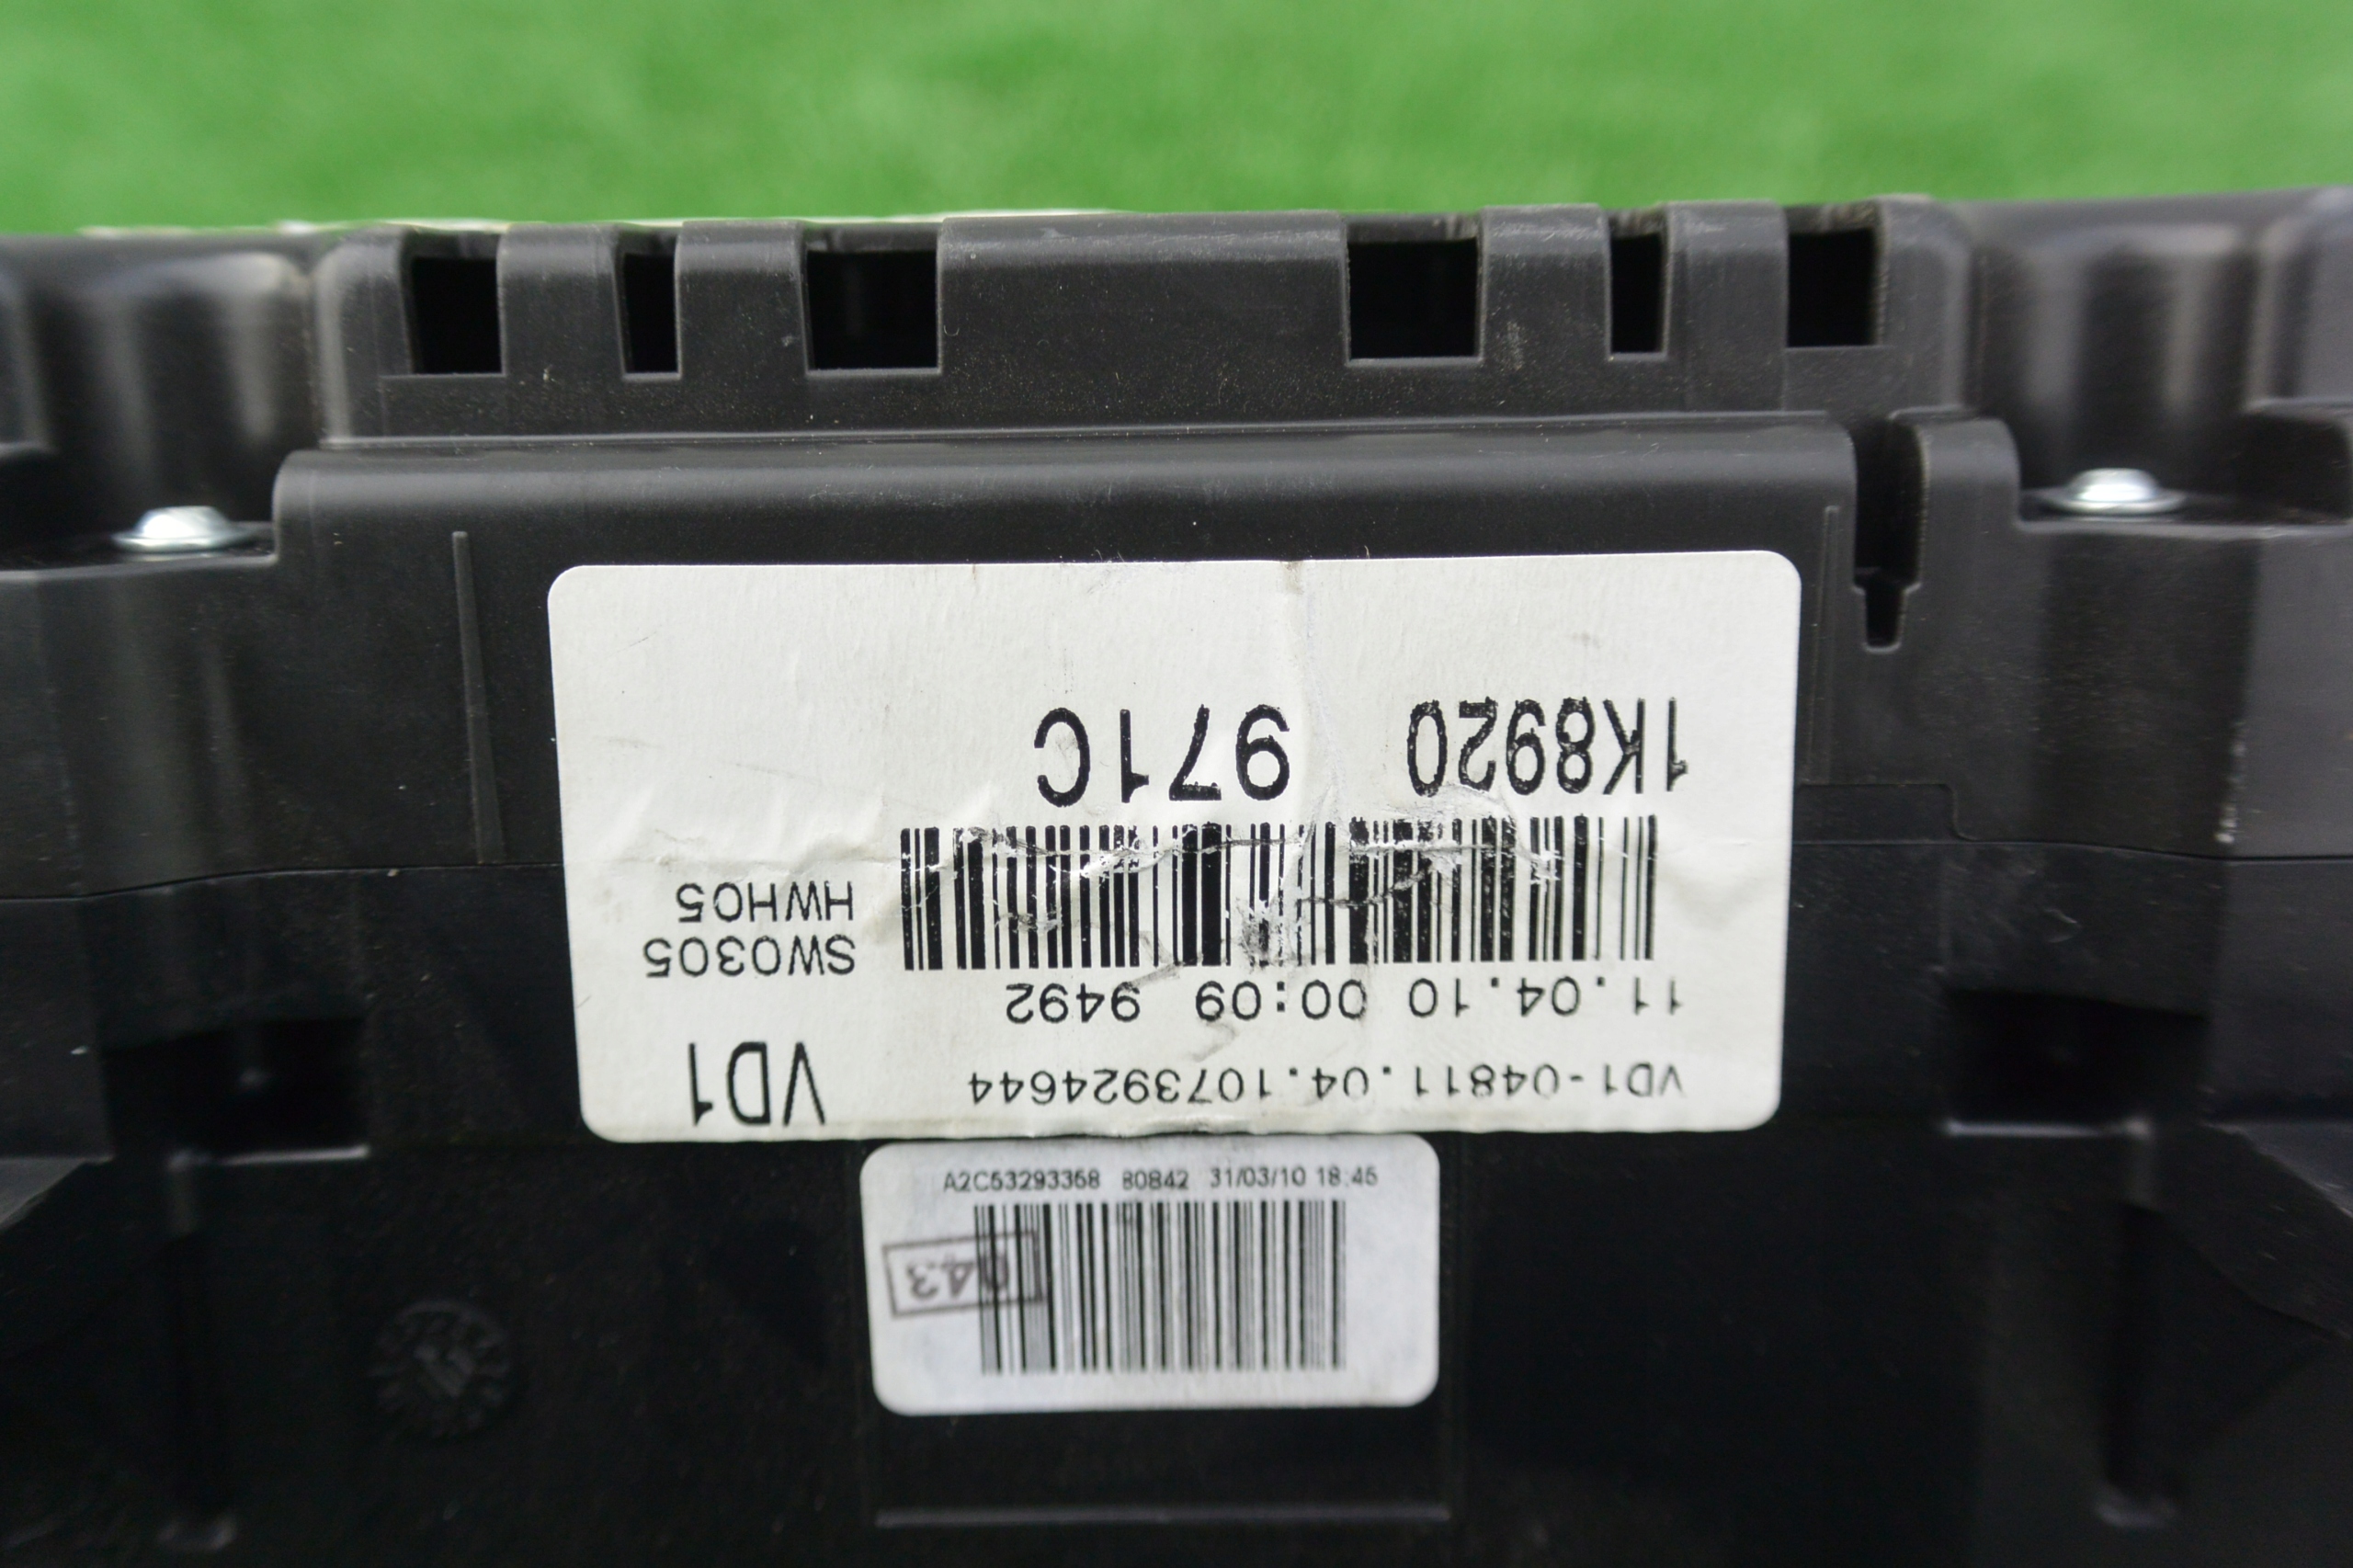 VD1-04811.04.1073924644 VD1
11.04.10 00:09 9492
SW0305
HWH05
1K8920 971C
A2C53293358 80842 31/03/10 18:45
043